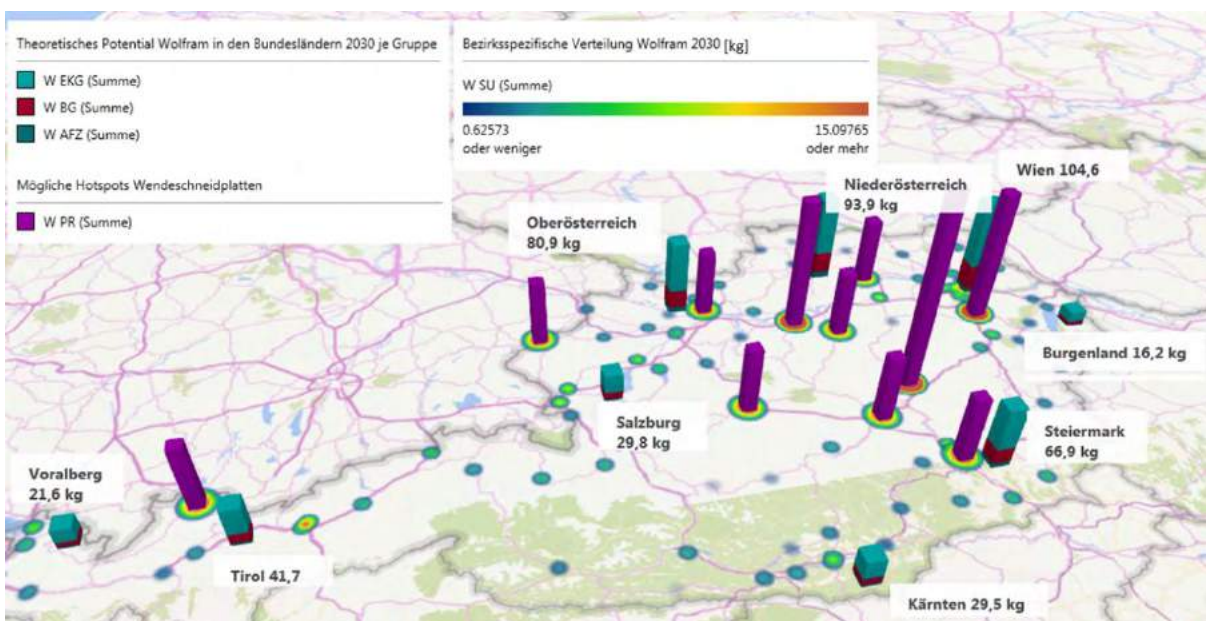 Theoretisches Potential Wolfram in den Bundesländern 2030 je Gruppe
W EKG (Summe)
W BG (Summe)
W AFZ (Summe)
Mögliche Hotspots Wendeschneidplatten
W PR (Summe)
Bezirksspezifische Verteilung Wolfram 2030 [kg]
W SU (Summe)
0.62573
oder weniger
15.09765
oder mehr
Wien 104,6
Niederösterreich
93,9 kg
Oberösterreich
80,9 kg
Burgenland 16,2 kg
Salzburg
29,8 kg
Steiermark
66,9 kg
Voralberg
21,6 kg
Tirol 41,7
Kärnten 29,5 kg